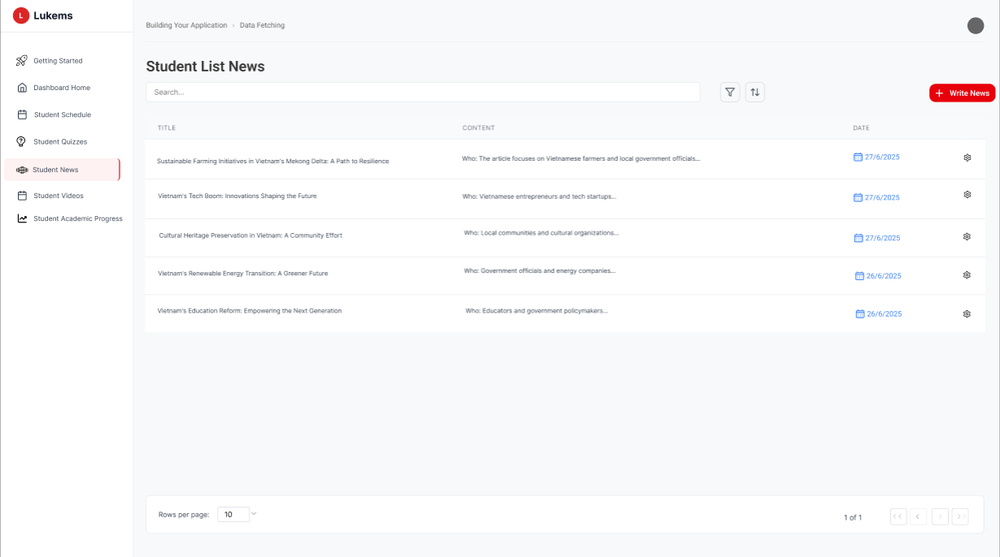 L Lukems
Building Your Application › Data Fetching
Getting Started
Dashboard Home
Student Schedule
Student Quizzes
Student News
Student Videos
Student Academic Progress
Student List News
Search...
+ Write News
TITLE CONTENT DATE
Sustainable Farming Initiatives in Vietnam's Mekong Delta: A Path to Resilience Who: The article focuses on Vietnamese farmers and local government officials... 27/6/2025
Vietnam's Tech Boom: Innovations Shaping the Future Who: Vietnamese entrepreneurs and tech startups... 27/6/2025
Cultural Heritage Preservation in Vietnam: A Community Effort Who: Local communities and cultural organizations... 27/6/2025
Vietnam's Renewable Energy Transition: A Greener Future Who: Government officials and energy companies... 26/6/2025
Vietnam's Education Reform: Empowering the Next Generation Who: Educators and government policymakers... 26/6/2025
Rows per page: 10 1 of 1 << < > >>